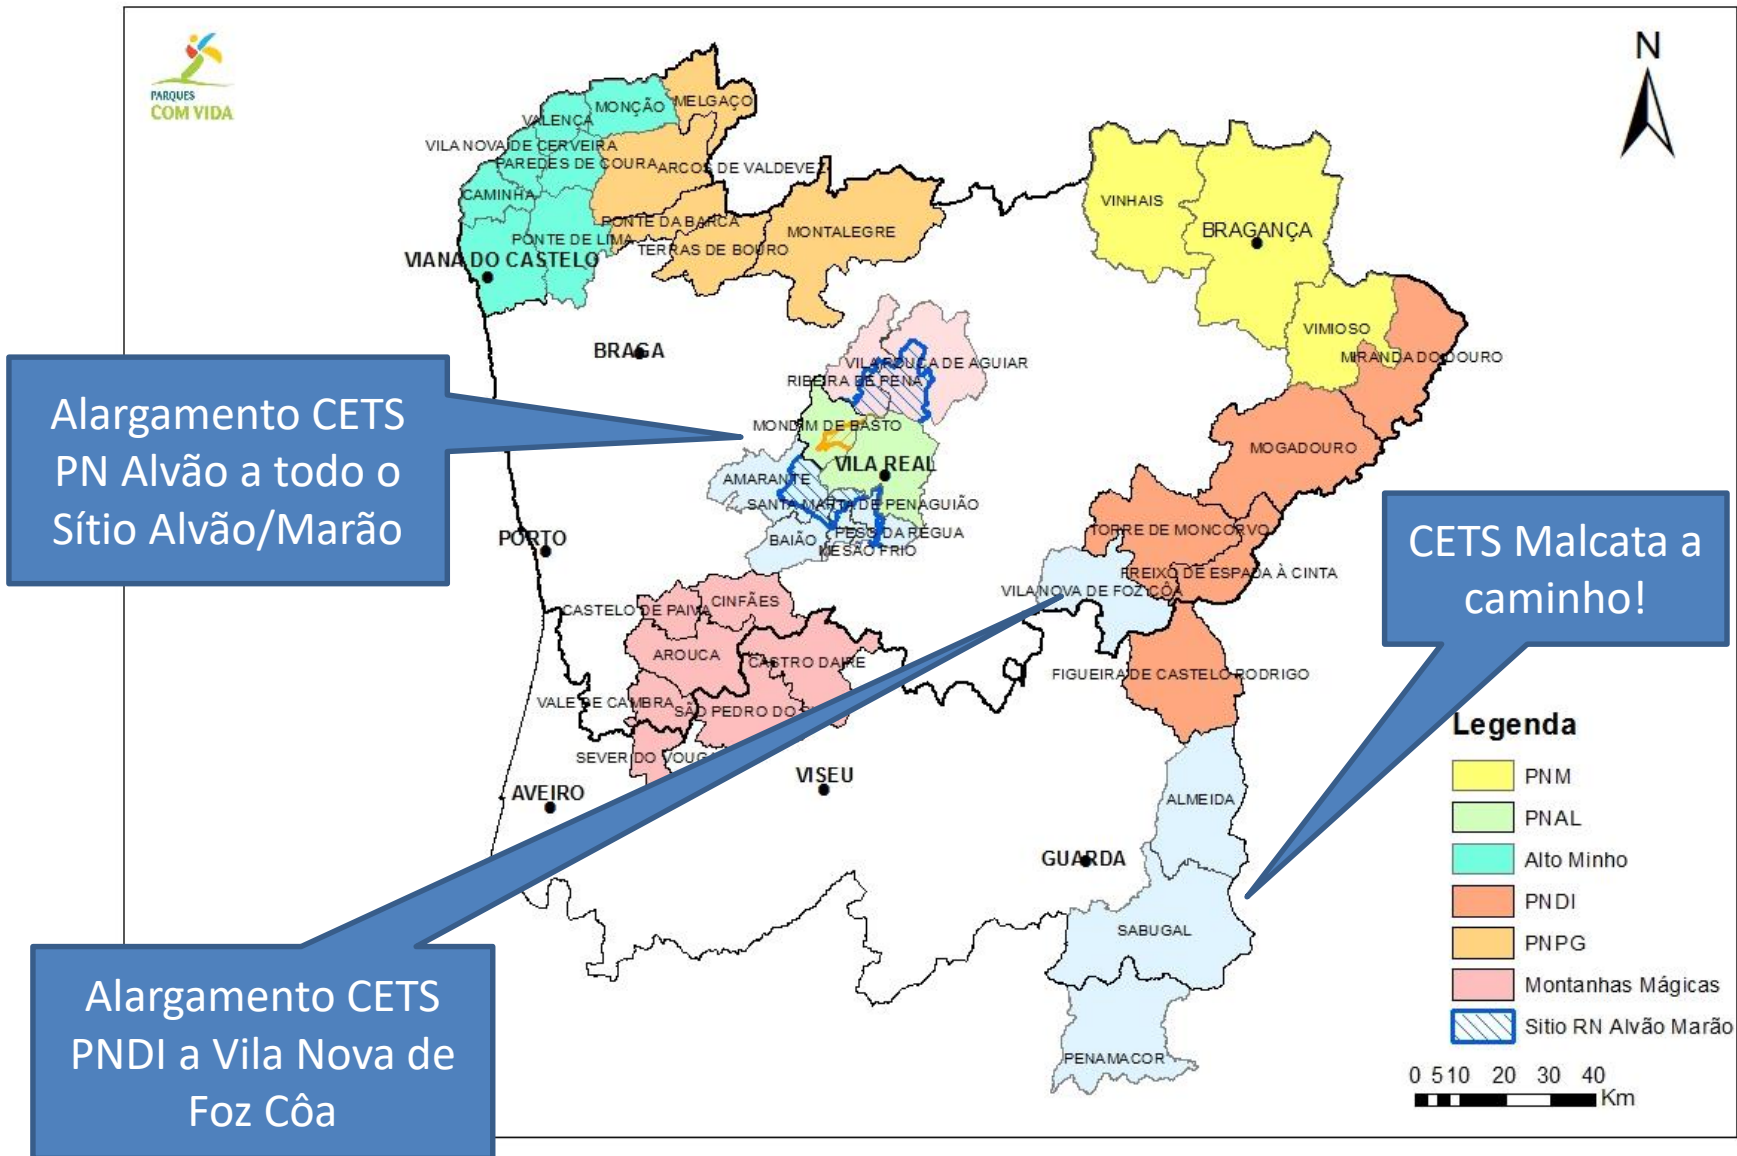 PARQUES
COM VIDA
N
MELGAÇO
MONÇÃO
VALENÇA
VILA NOVA DE CERVEIRA
PAREDES DE COURA
ARCOS DE VALDEVEZ
CAMINHA
PONTE DA BARCA
PONTE DE LIMA
TERRAS DE BOURO
MONTALEGRE
VIANA DO CASTELO
VINHAIS
BRAGANÇA
VIMIOSO
MIRANDA DO DOURO
BRAGA
VILA POUCA DE AGUIAR
RIBEIRA DE PENA
MONDIM DE BASTO
MOGADOURO
VILA REAL
AMARANTE
SANTA MARTA DE PENAGUIÃO
PESO DA RÉGUA
BAIÃO
MESÃO FRIO
PORTO
TORRE DE MONCORVO
FREIXO DE ESPADA À CINTA
VILA NOVA DE FOZ CÔA
CINFÃES
CASTELO DE PAIVA
AROUCA
CASTRO DAIRE
FIGUEIRA DE CASTELO RODRIGO
VALE DE CAMBRA
SÃO PEDRO DO
SEVER DO VOUG
VISEU
AVEIRO
ALMEIDA
GUARDA
SABUGAL
PENAMACOR
Alargamento CETS
PN Alvão a todo o
Sítio Alvão/Marão
CETS Malcata a
caminho!
Alargamento CETS
PNDI a Vila Nova de
Foz Côa
Legenda
PNM
PNAL
Alto Minho
PNDI
PNPG
Montanhas Mágicas
Sitio RN Alvão Marão
0 5 10 20 30 40
Km